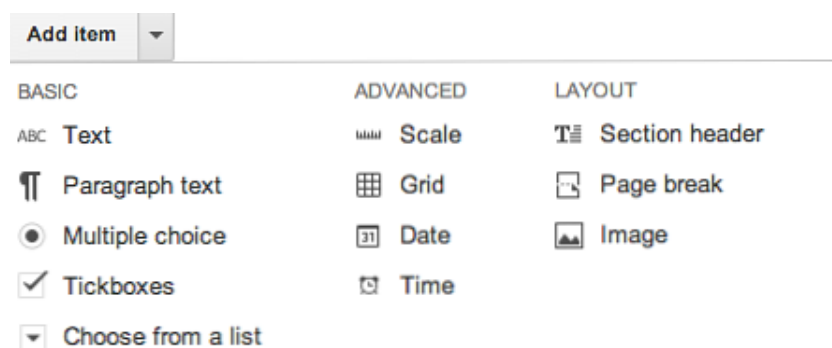 Add item
BASIC ADVANCED LAYOUT
ABC Text Scale T Section header
Paragraph text Grid Page break
Multiple choice 31 Date Image
Tickboxes Time
Choose from a list